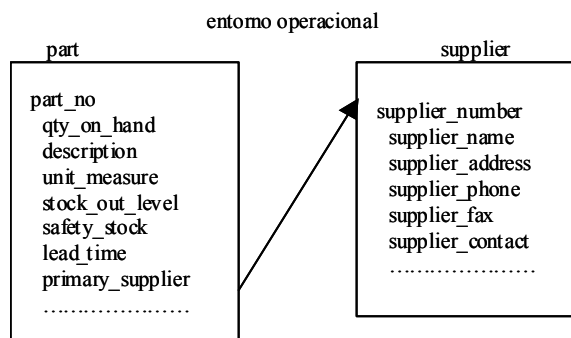 entorno operacional
part
part_no
qty_on_hand
description
unit_measure
stock_out_level
safety_stock
lead_time
primary_supplier
…………………
supplier
supplier_number
supplier_name
supplier_address
supplier_phone
supplier_fax
supplier_contact
…………………